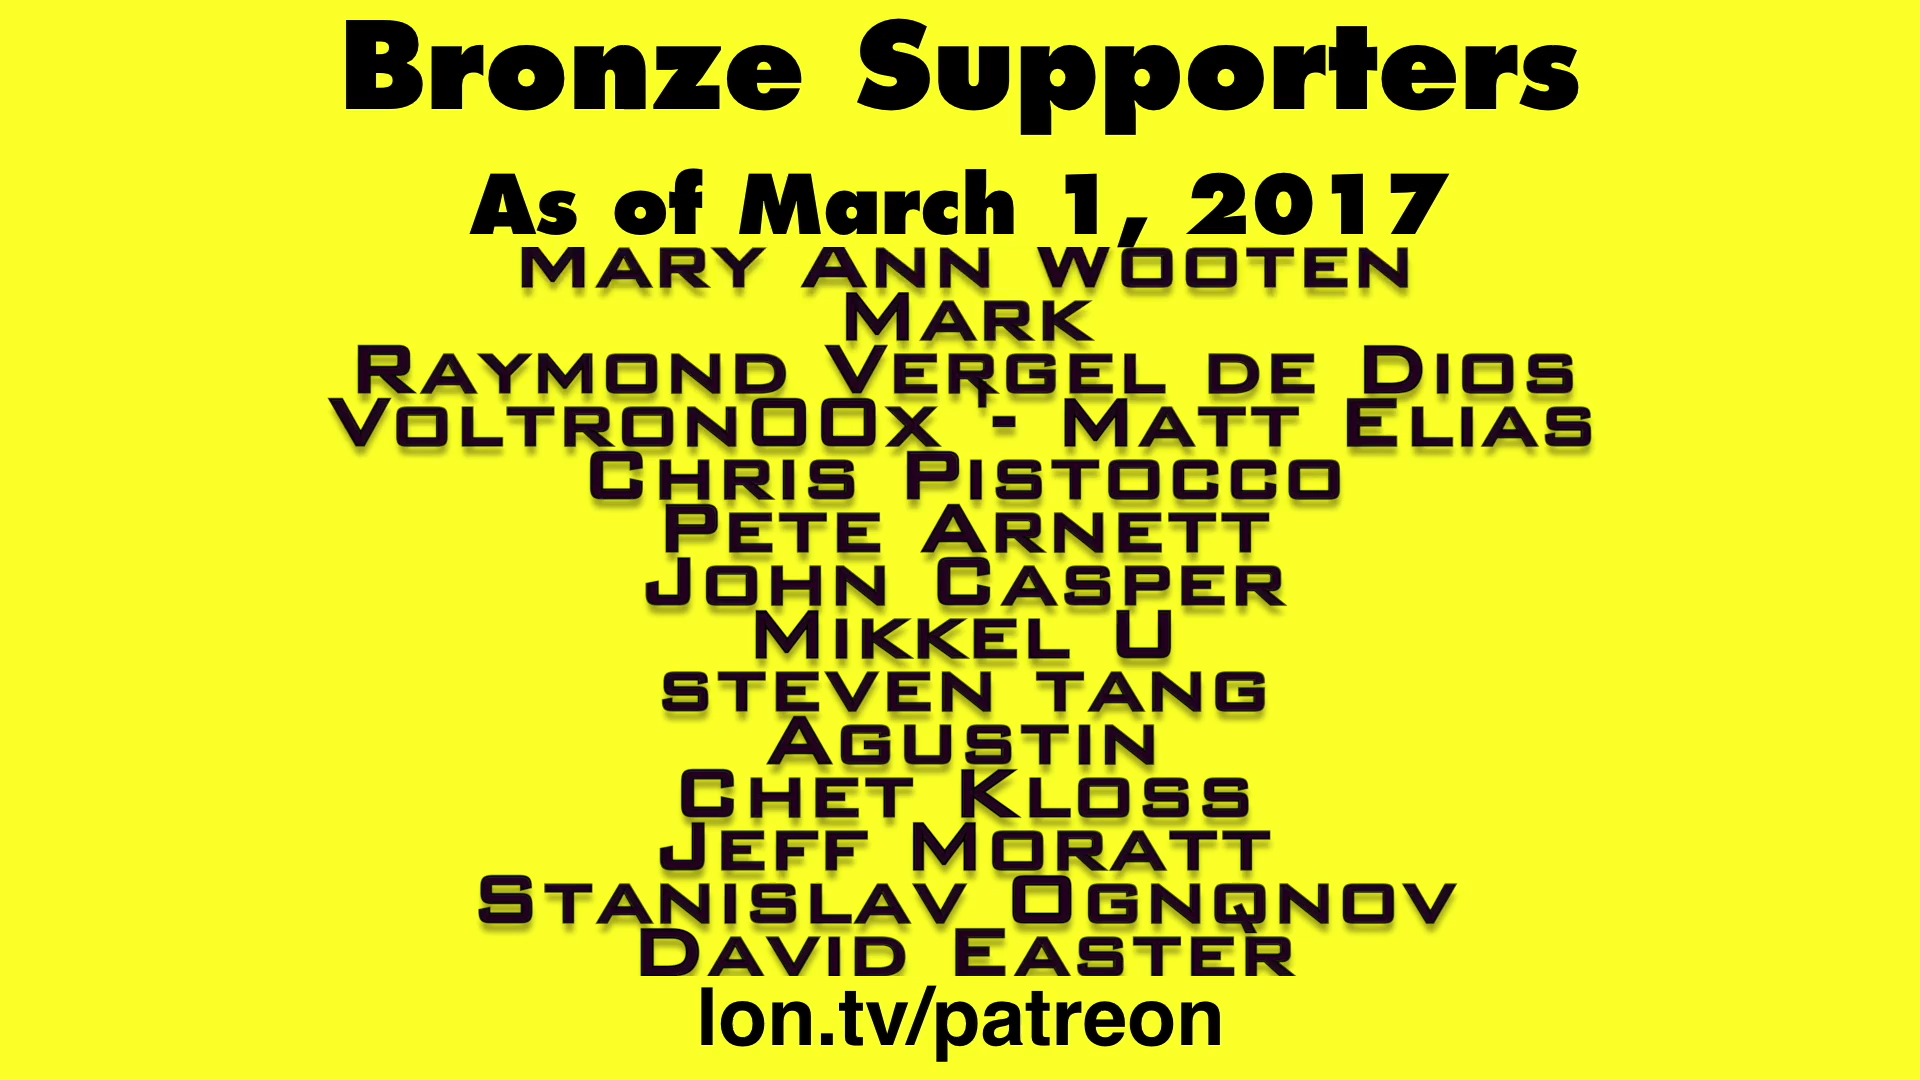 Bronze Supporters
As of March 1, 2017
mary Ann wooten
Mark
Raymond Vergel de Dios
Voltron00x - Matt Elias
Chris Pistocco
Pete Arnett
John Casper
Mikkel U
steven tang
Agustin
Chet Kloss
Jeff Moratt
Stanislav Ognqnov
David Easter
lon.tv/patreon